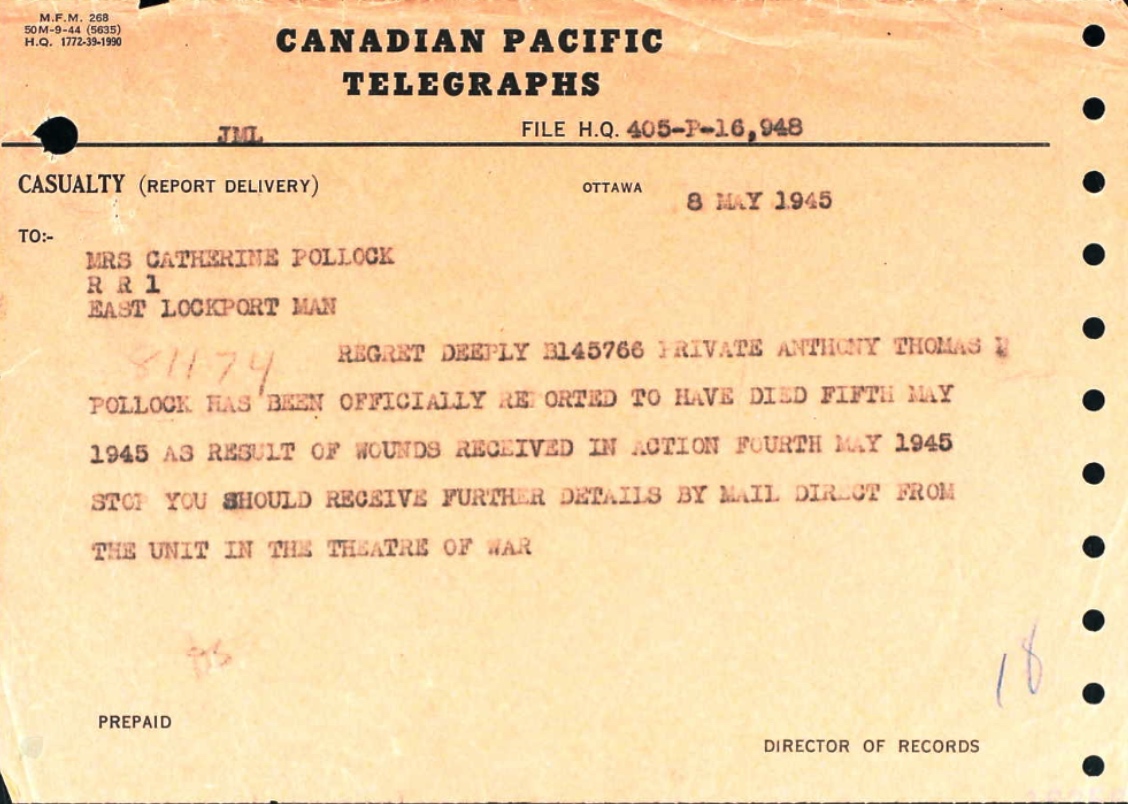 M.F.M. 268
50M-9-44 (5635)
H.Q. 1772-39-1990
CANADIAN PACIFIC
TELEGRAPHS
JML FILE H.Q. 405-P-16,948
CASUALTY (REPORT DELIVERY) OTTAWA 8 MAY 1945
TO:-
MRS CATHERINE POLLOCK
R R 1
EAST LOCKPORT MAN
REGRET DEEPLY B145766 PRIVATE ANTHONY THOMAS
81174
POLLOCK HAS BEEN OFFICIALLY REPORTED TO HAVE DIED FIFTH MAY
1945 AS RESULT OF WOUNDS RECEIVED IN ACTION FOURTH MAY 1945
STOP YOU SHOULD RECEIVE FURTHER DETAILS BY MAIL DIRECT FROM
THE UNIT IN THE THEATRE OF WAR
18
PREPAID
DIRECTOR OF RECORDS